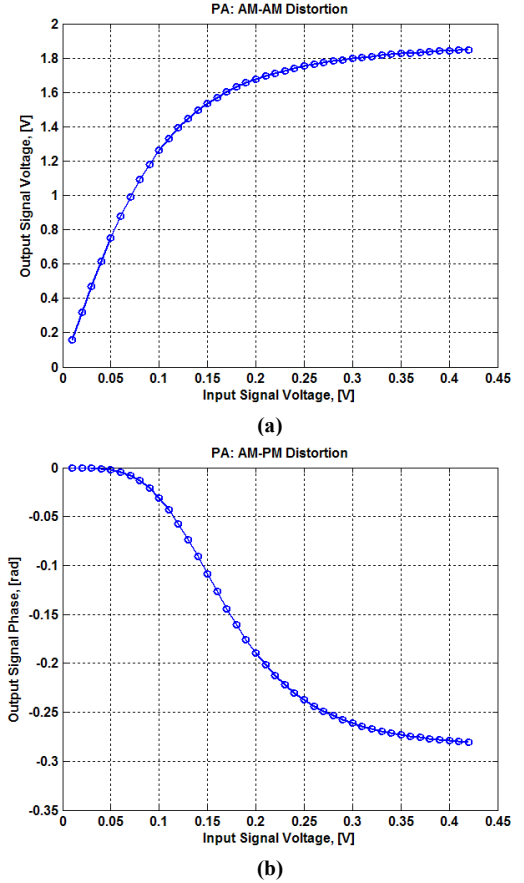 PA: AM-AM Distortion
2
1.8
1.6
1.4
1.2
1
0.8
0.6
0.4
0.2
0
Output Signal Voltage, [V]
0 0.05 0.1 0.15 0.2 0.25 0.3 0.35 0.4 0.45
Input Signal Voltage, [V]
(a)
PA: AM-PM Distortion
0
-0.05
-0.1
-0.15
-0.2
-0.25
-0.3
-0.35
Output Signal Phase, [rad]
0 0.05 0.1 0.15 0.2 0.25 0.3 0.35 0.4 0.45
Input Signal Voltage, [V]
(b)